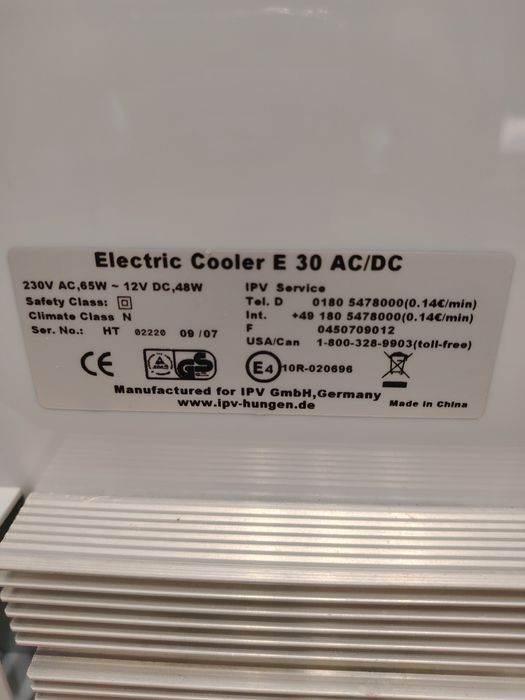 Electric Cooler E 30 AC/DC
230V AC,65W ~ 12V DC,48W
Safety Class:
Climate Class N
Ser. No.: HT 02220 09/07
IPV Service
Tel. D 0180 5478000(0.14€/min)
Int. +49 180 5478000(0.14€/min)
F 0450709012
USA/Can 1-800-328-9903(toll-free)
CE
GS
E4 10R-020696
Manufactured for IPV GmbH,Germany
www.ipv-hungen.de
Made in China